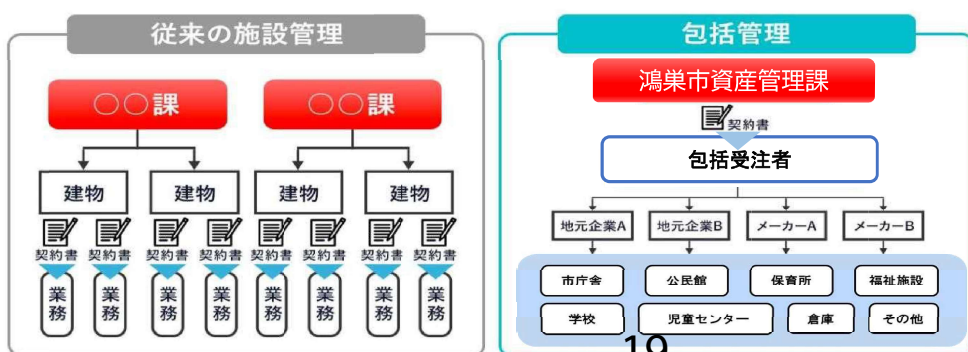 従来の施設管理
〇〇課 〇〇課
建物 建物 建物 建物
契約書 契約書 契約書 契約書 契約書 契約書 契約書 契約書
業務 業務 業務 業務 業務 業務 業務 業務
包括管理
鴻巣市資産管理課
契約書
包括受注者
地元企業A 地元企業B メーカーA メーカーB
市庁舎 公民館 保育所 福祉施設
学校 児童センター 倉庫 その他
19